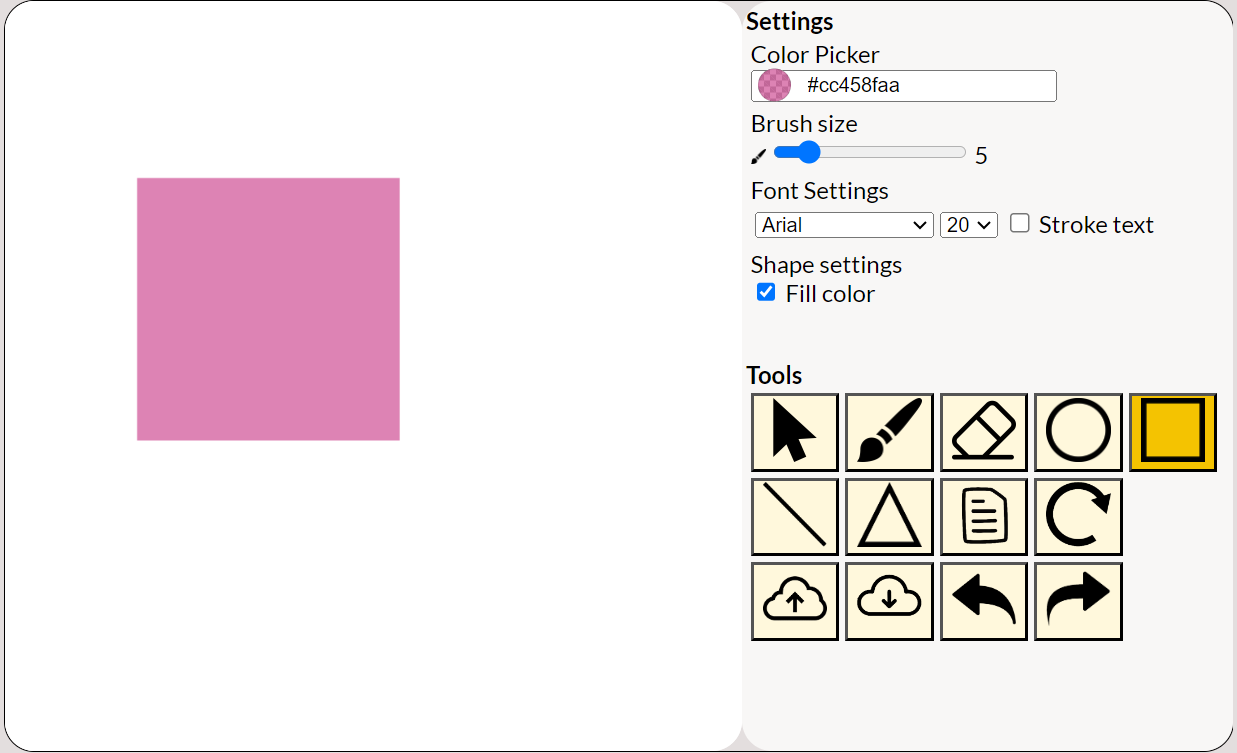 Settings
Color Picker
#cc458faa
Brush size
5
Font Settings
Arial 20 Stroke text
Shape settings
Fill color
Tools